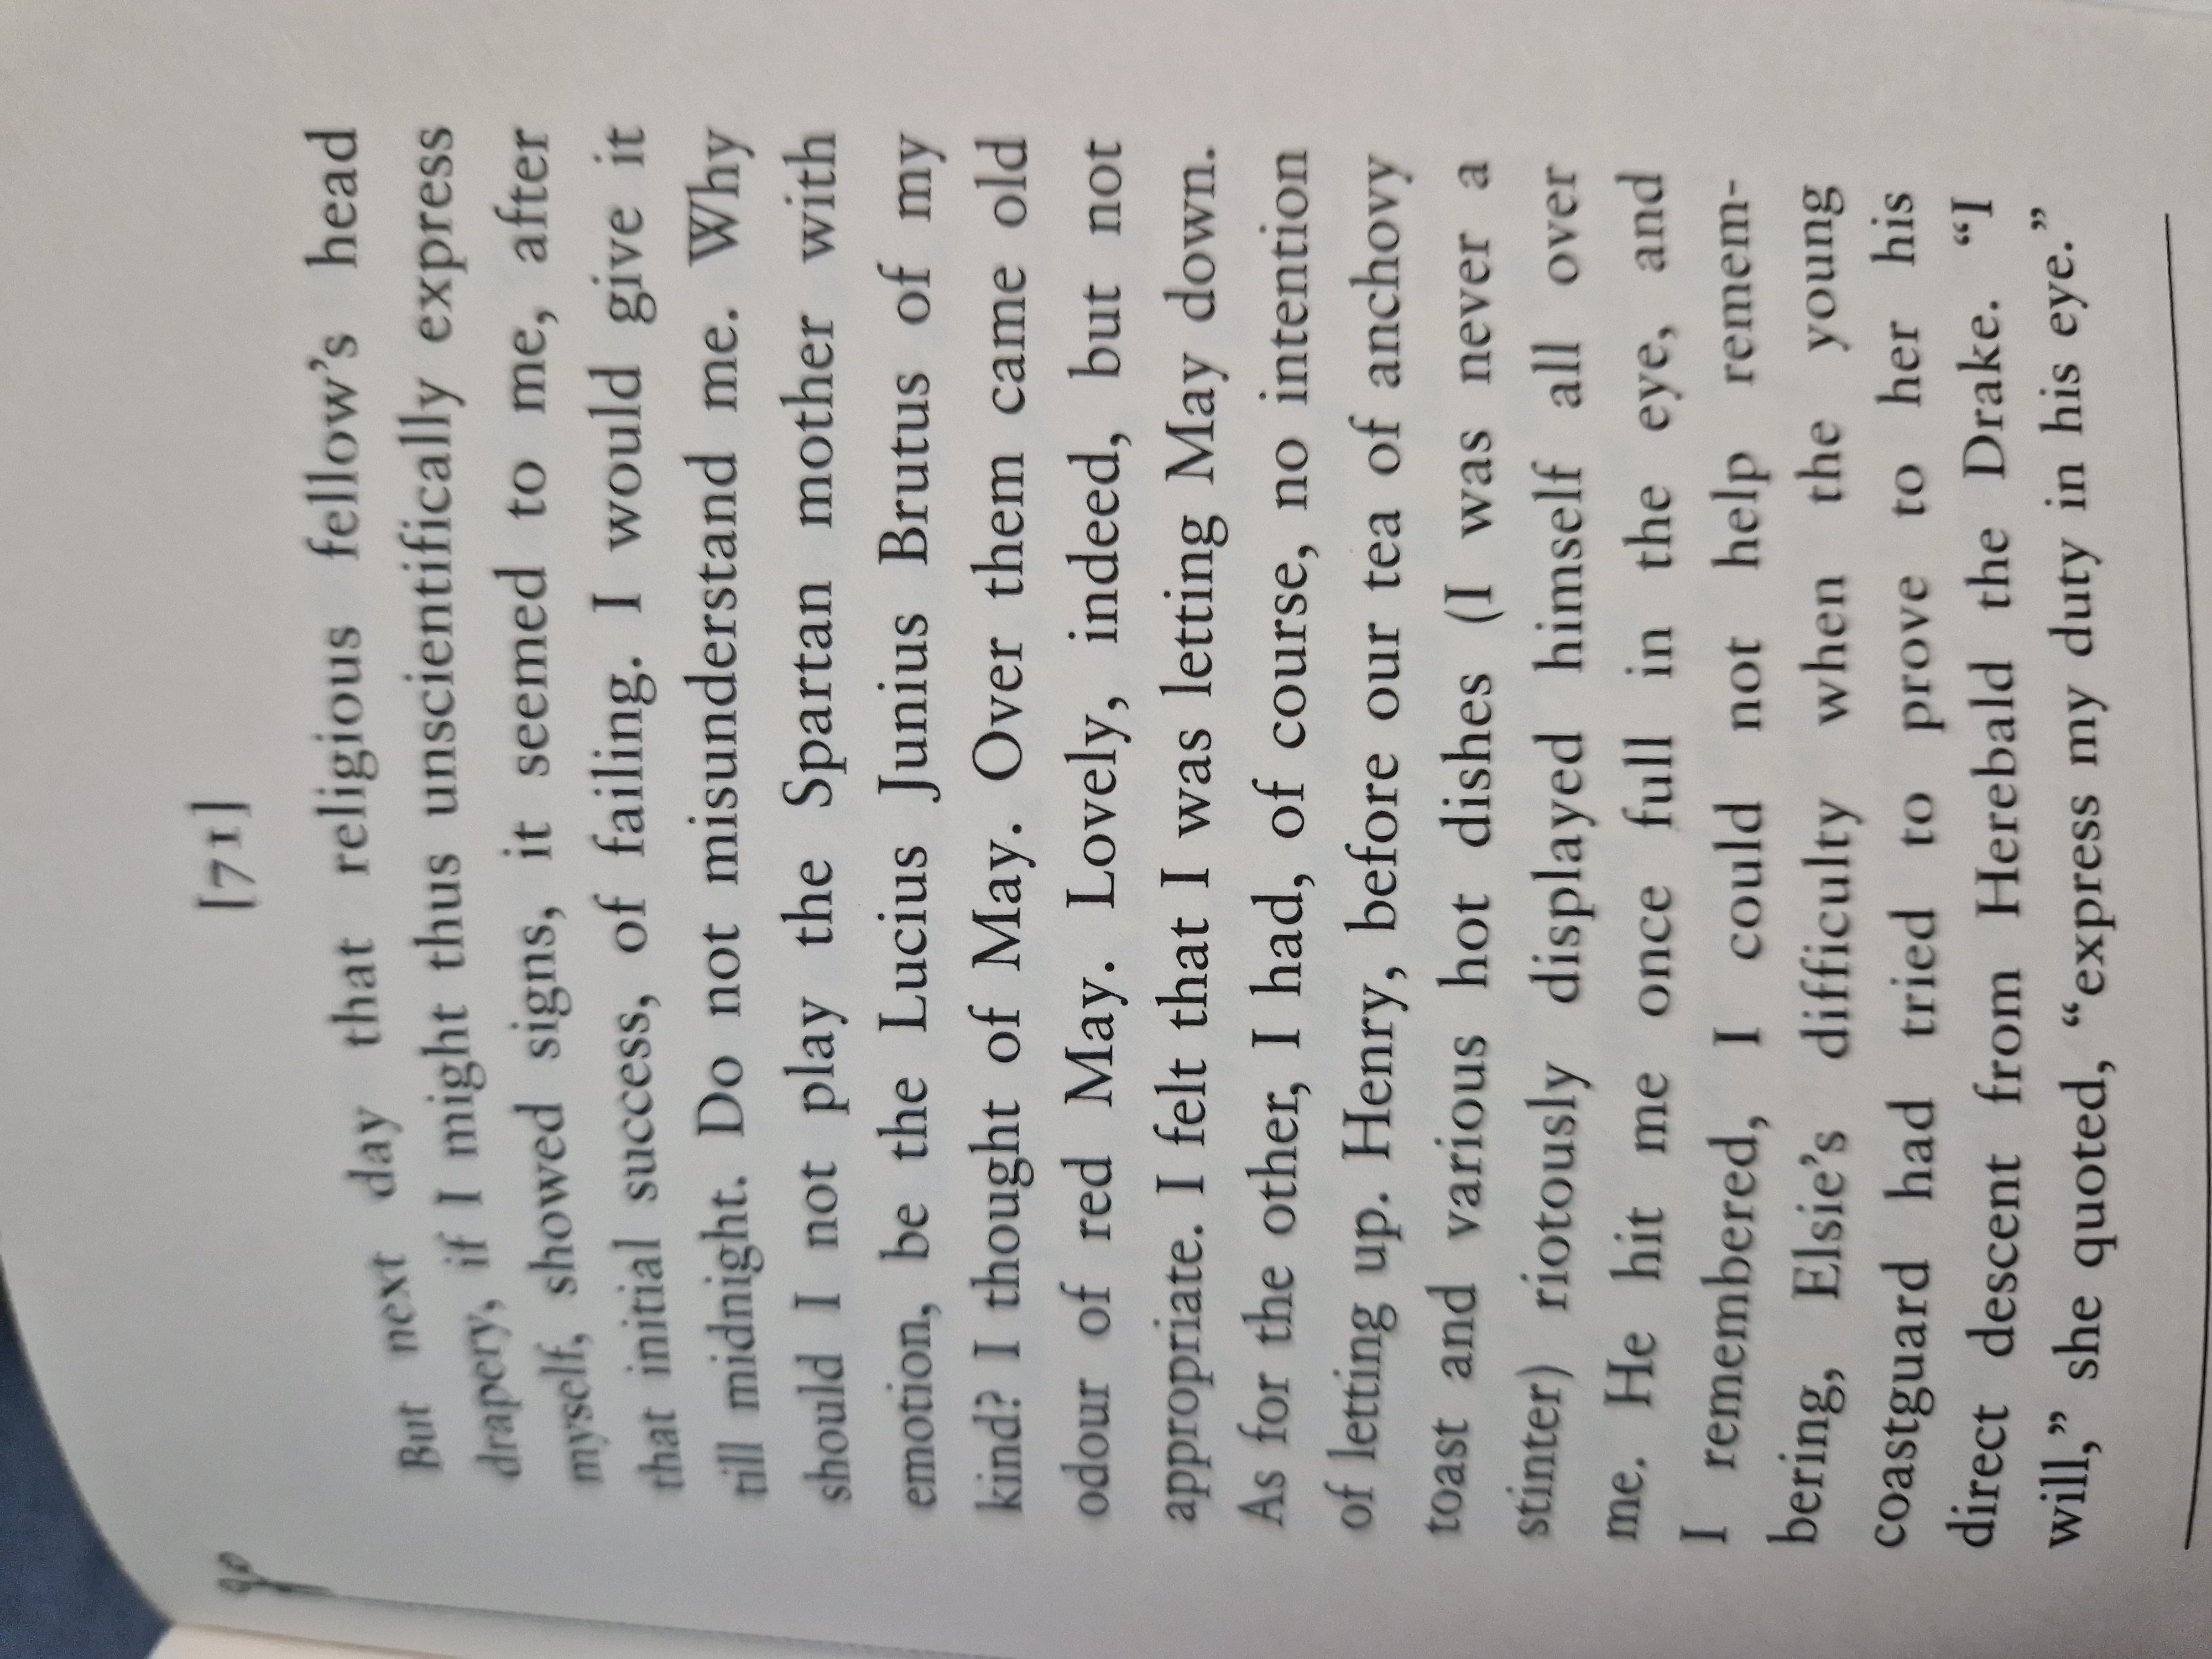 [71]
But next day that religious fellow’s head
drapery, if I might thus unscientifically express
myself, showed signs, it seemed to me, after
that initial success, of failing. I would give it
till midnight. Do not misunderstand me. Why
should I not play the Spartan mother with
emotion, be the Lucius Junius Brutus of my
kind? I thought of May. Over them came old
odour of red May. Lovely, indeed, but not
appropriate. I felt that I was letting May down.
As for the other, I had, of course, no intention
of letting up. Henry, before our tea of anchovy
toast and various hot dishes (I was never a
stinter) riotously displayed himself all over
me. He hit me once full in the eye, and
I remembered, I could not help remem-
bering, Elsie’s difficulty when the young
coastguard had tried to prove to her his
direct descent from Herebald the Drake. “I
will,” she quoted, “express my duty in his eye.”